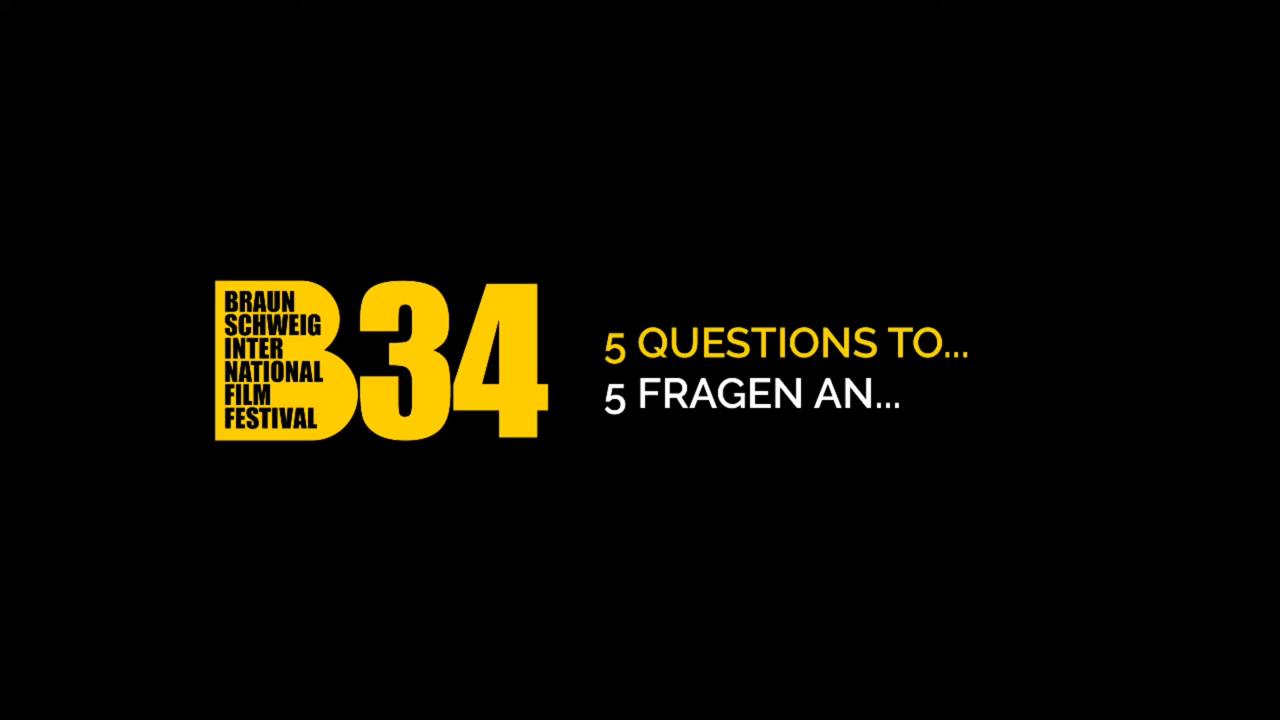 BRAUN
SCHWEIG
INTER
NATIONAL
FILM
FESTIVAL
B34
5 QUESTIONS TO...
5 FRAGEN AN...